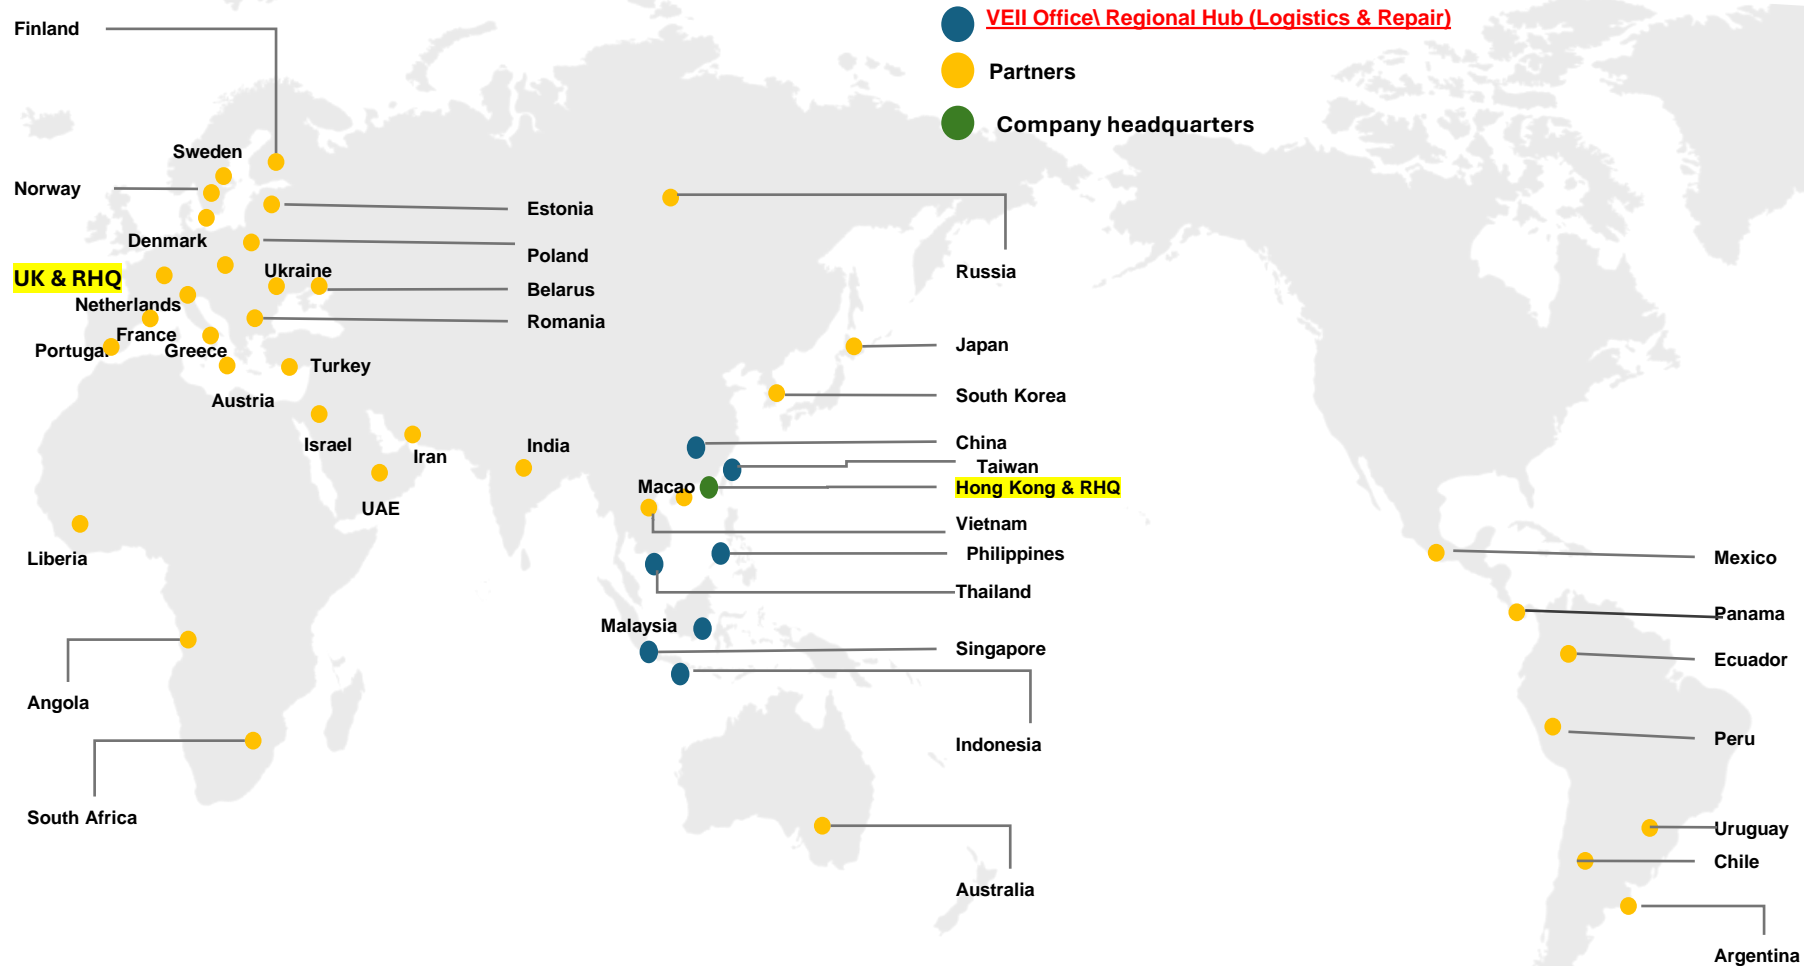 VEII Office\ Regional Hub (Logistics & Repair)
Partners
Company headquarters
Finland
Sweden
Norway
Denmark
UK & RHQ
Netherlands
France
Portugal
Greece
Austria
Ukraine
Turkey
Estonia
Poland
Belarus
Romania
Israel
Iran
UAE
India
Liberia
Angola
South Africa
Russia
Japan
South Korea
China
Taiwan
Macao
Hong Kong & RHQ
Vietnam
Philippines
Thailand
Malaysia
Singapore
Indonesia
Australia
Mexico
Panama
Ecuador
Peru
Uruguay
Chile
Argentina